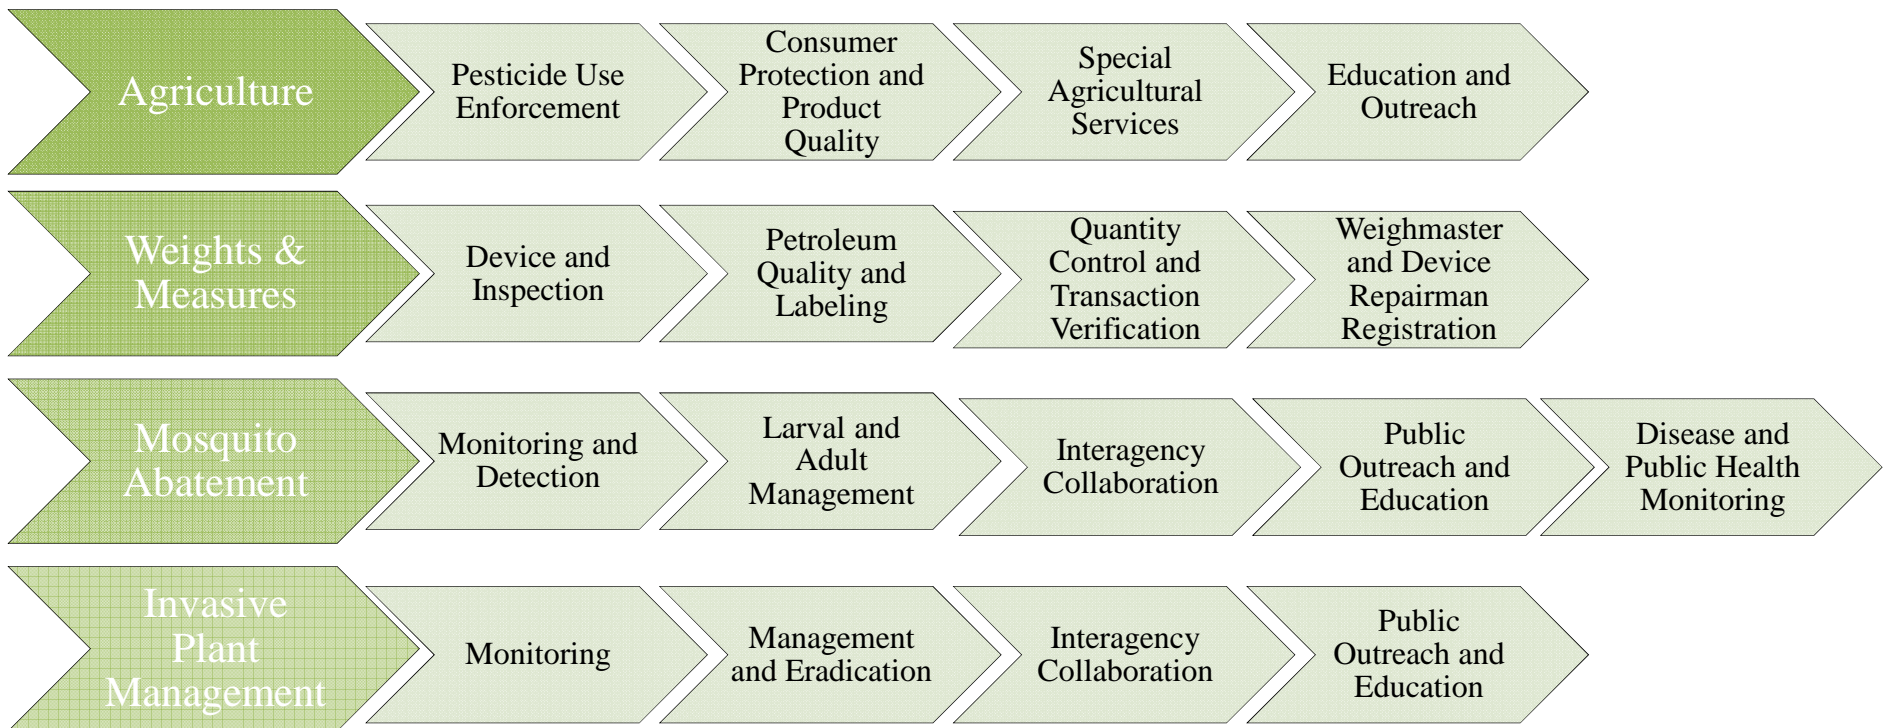 Agriculture
Pesticide Use
Enforcement
Consumer
Protection and
Product
Quality
Special
Agricultural
Services
Education and
Outreach
Weights &
Measures
Device and
Inspection
Petroleum
Quality and
Labeling
Quantity
Control and
Transaction
Verification
Weighmaster
and Device
Repairman
Registration
Mosquito
Abatement
Monitoring and
Detection
Larval and
Adult
Management
Interagency
Collaboration
Public
Outreach and
Education
Disease and
Public Health
Monitoring
Invasive
Plant
Management
Monitoring
Management
and Eradication
Interagency
Collaboration
Public
Outreach and
Education